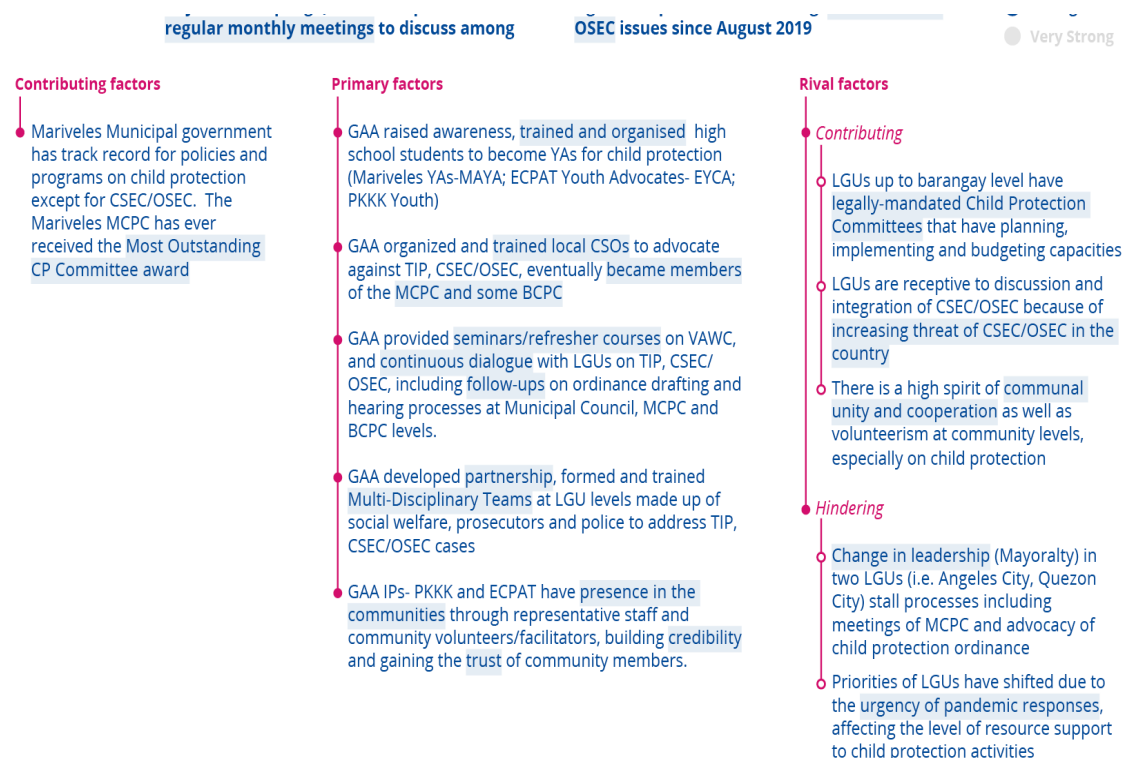 regular monthly meetings to discuss among
OSEC issues since August 2019
Very Strong
Contributing factors
Mariveles Municipal government
has track record for policies and
programs on child protection
except for CSEC/OSEC. The
Mariveles MCPC has ever
received the Most Outstanding
CP Committee award
Primary factors
GAA raised awareness, trained and organised high
school students to become YAs for child protection
(Mariveles YAs-MAYA; ECPAT Youth Advocates- EYCA;
PKKK Youth)
GAA organized and trained local CSOs to advocate
against TIP, CSEC/OSEC, eventually became members
of the MCPC and some BCPC
GAA provided seminars/refresher courses on VAWC,
and continuous dialogue with LGUs on TIP, CSEC/
OSEC, including follow-ups on ordinance drafting and
hearing processes at Municipal Council, MCPC and
BCPC levels.
GAA developed partnership, formed and trained
Multi-Disciplinary Teams at LGU levels made up of
social welfare, prosecutors and police to address TIP,
CSEC/OSEC cases
GAA IPs- PKKK and ECPAT have presence in the
communities through representative staff and
community volunteers/facilitators, building credibility
and gaining the trust of community members.
Rival factors
Contributing
LGUs up to barangay level have
legally-mandated Child Protection
Committees that have planning,
implementing and budgeting capacities
LGUs are receptive to discussion and
integration of CSEC/OSEC because of
increasing threat of CSEC/OSEC in the
country
There is a high spirit of communal
unity and cooperation as well as
volunteerism at community levels,
especially on child protection
Hindering
Change in leadership (Mayoralty) in
two LGUs (i.e. Angeles City, Quezon
City) stall processes including
meetings of MCPC and advocacy of
child protection ordinance
Priorities of LGUs have shifted due to
the urgency of pandemic responses,
affecting the level of resource support
to child protection activities